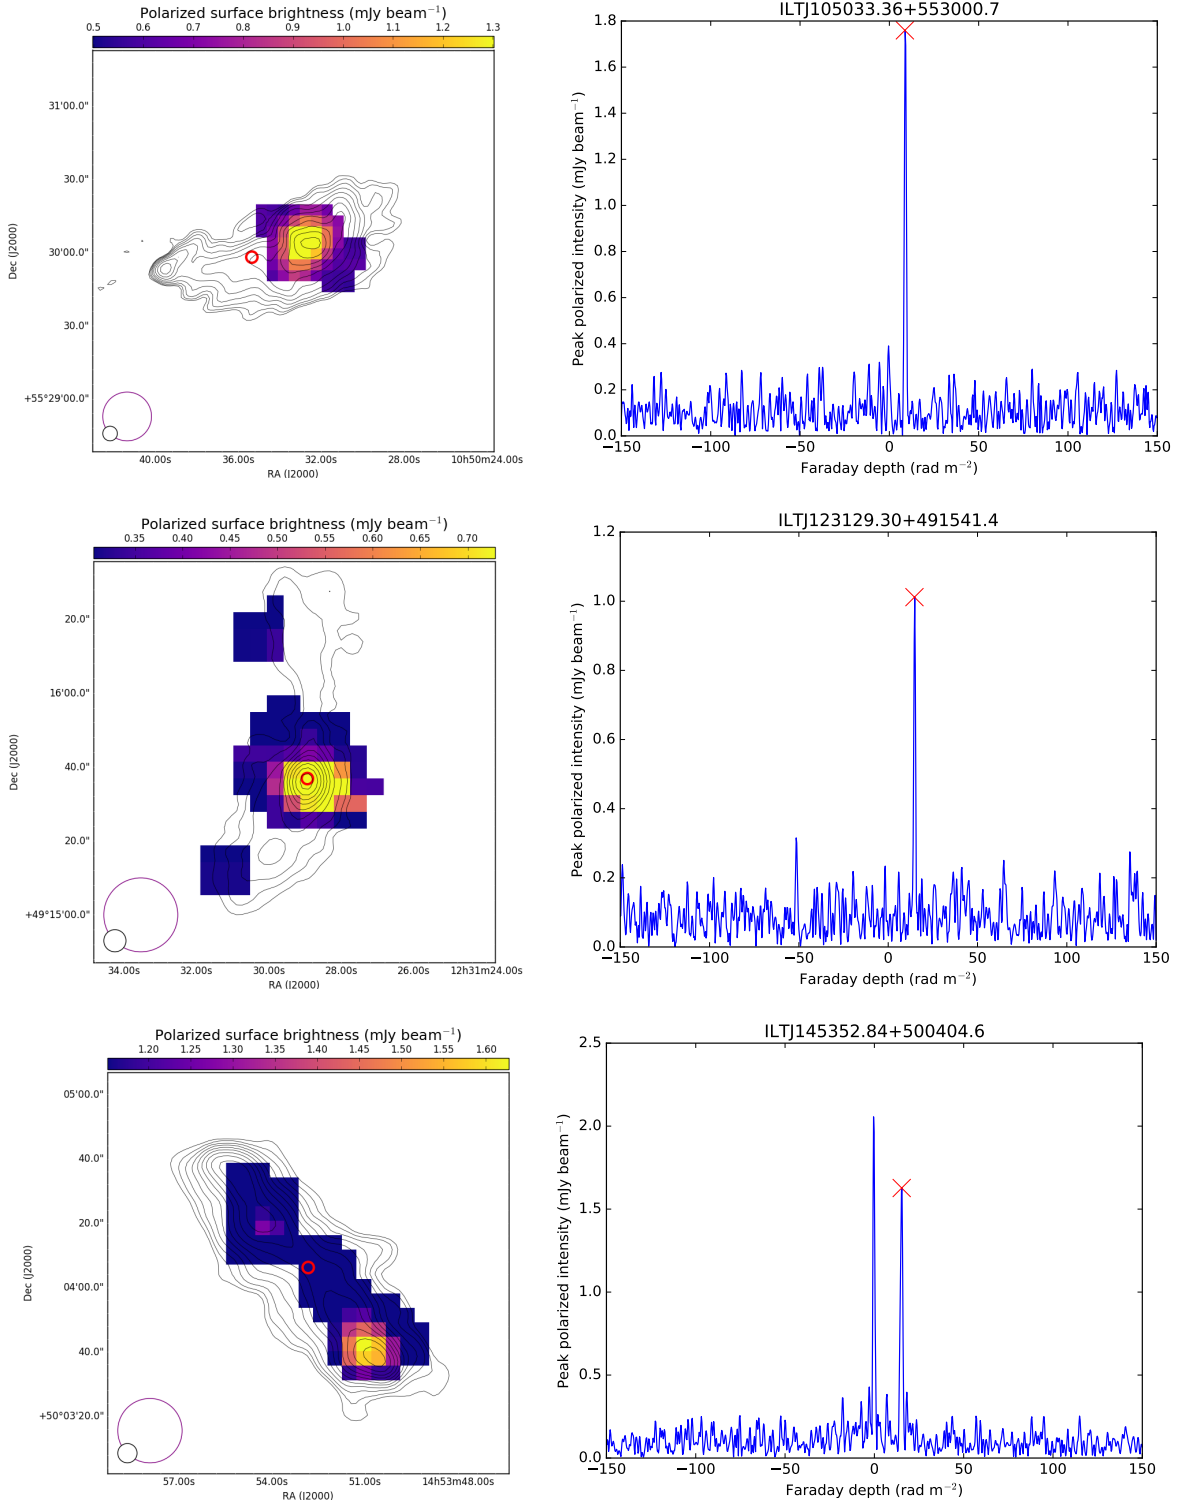 Polarized surface brightness (mJy beam⁻¹)
0.5 0.6 0.7 0.8 0.9 1.0 1.1 1.2 1.3
31'00.0"
30.0"
30'00.0"
30.0"
+55°29'00.0"
Dec (J2000)
40.00s 36.00s 32.00s 28.00s 10h50m24.00s
RA (J2000)
ILTJ105033.36+553000.7
1.8
1.6
1.4
1.2
1.0
0.8
0.6
0.4
0.2
0.0
Peak polarized intensity (mJy beam⁻¹)
−150 −100 −50 0 50 100 150
Faraday depth (rad m⁻²)
Polarized surface brightness (mJy beam⁻¹)
0.35 0.40 0.45 0.50 0.55 0.60 0.65 0.70
20.0"
16'00.0"
40.0"
20.0"
+49°15'00.0"
Dec (J2000)
34.00s 32.00s 30.00s 28.00s 26.00s 12h31m24.00s
RA (J2000)
ILTJ123129.30+491541.4
1.2
1.0
0.8
0.6
0.4
0.2
0.0
Peak polarized intensity (mJy beam⁻¹)
−150 −100 −50 0 50 100 150
Faraday depth (rad m⁻²)
Polarized surface brightness (mJy beam⁻¹)
1.20 1.25 1.30 1.35 1.40 1.45 1.50 1.55 1.60
05'00.0"
40.0"
20.0"
04'00.0"
40.0"
+50°03'20.0"
Dec (J2000)
57.00s 54.00s 51.00s 14h53m48.00s
RA (J2000)
ILTJ145352.84+500404.6
2.5
2.0
1.5
1.0
0.5
0.0
Peak polarized intensity (mJy beam⁻¹)
−150 −100 −50 0 50 100 150
Faraday depth (rad m⁻²)